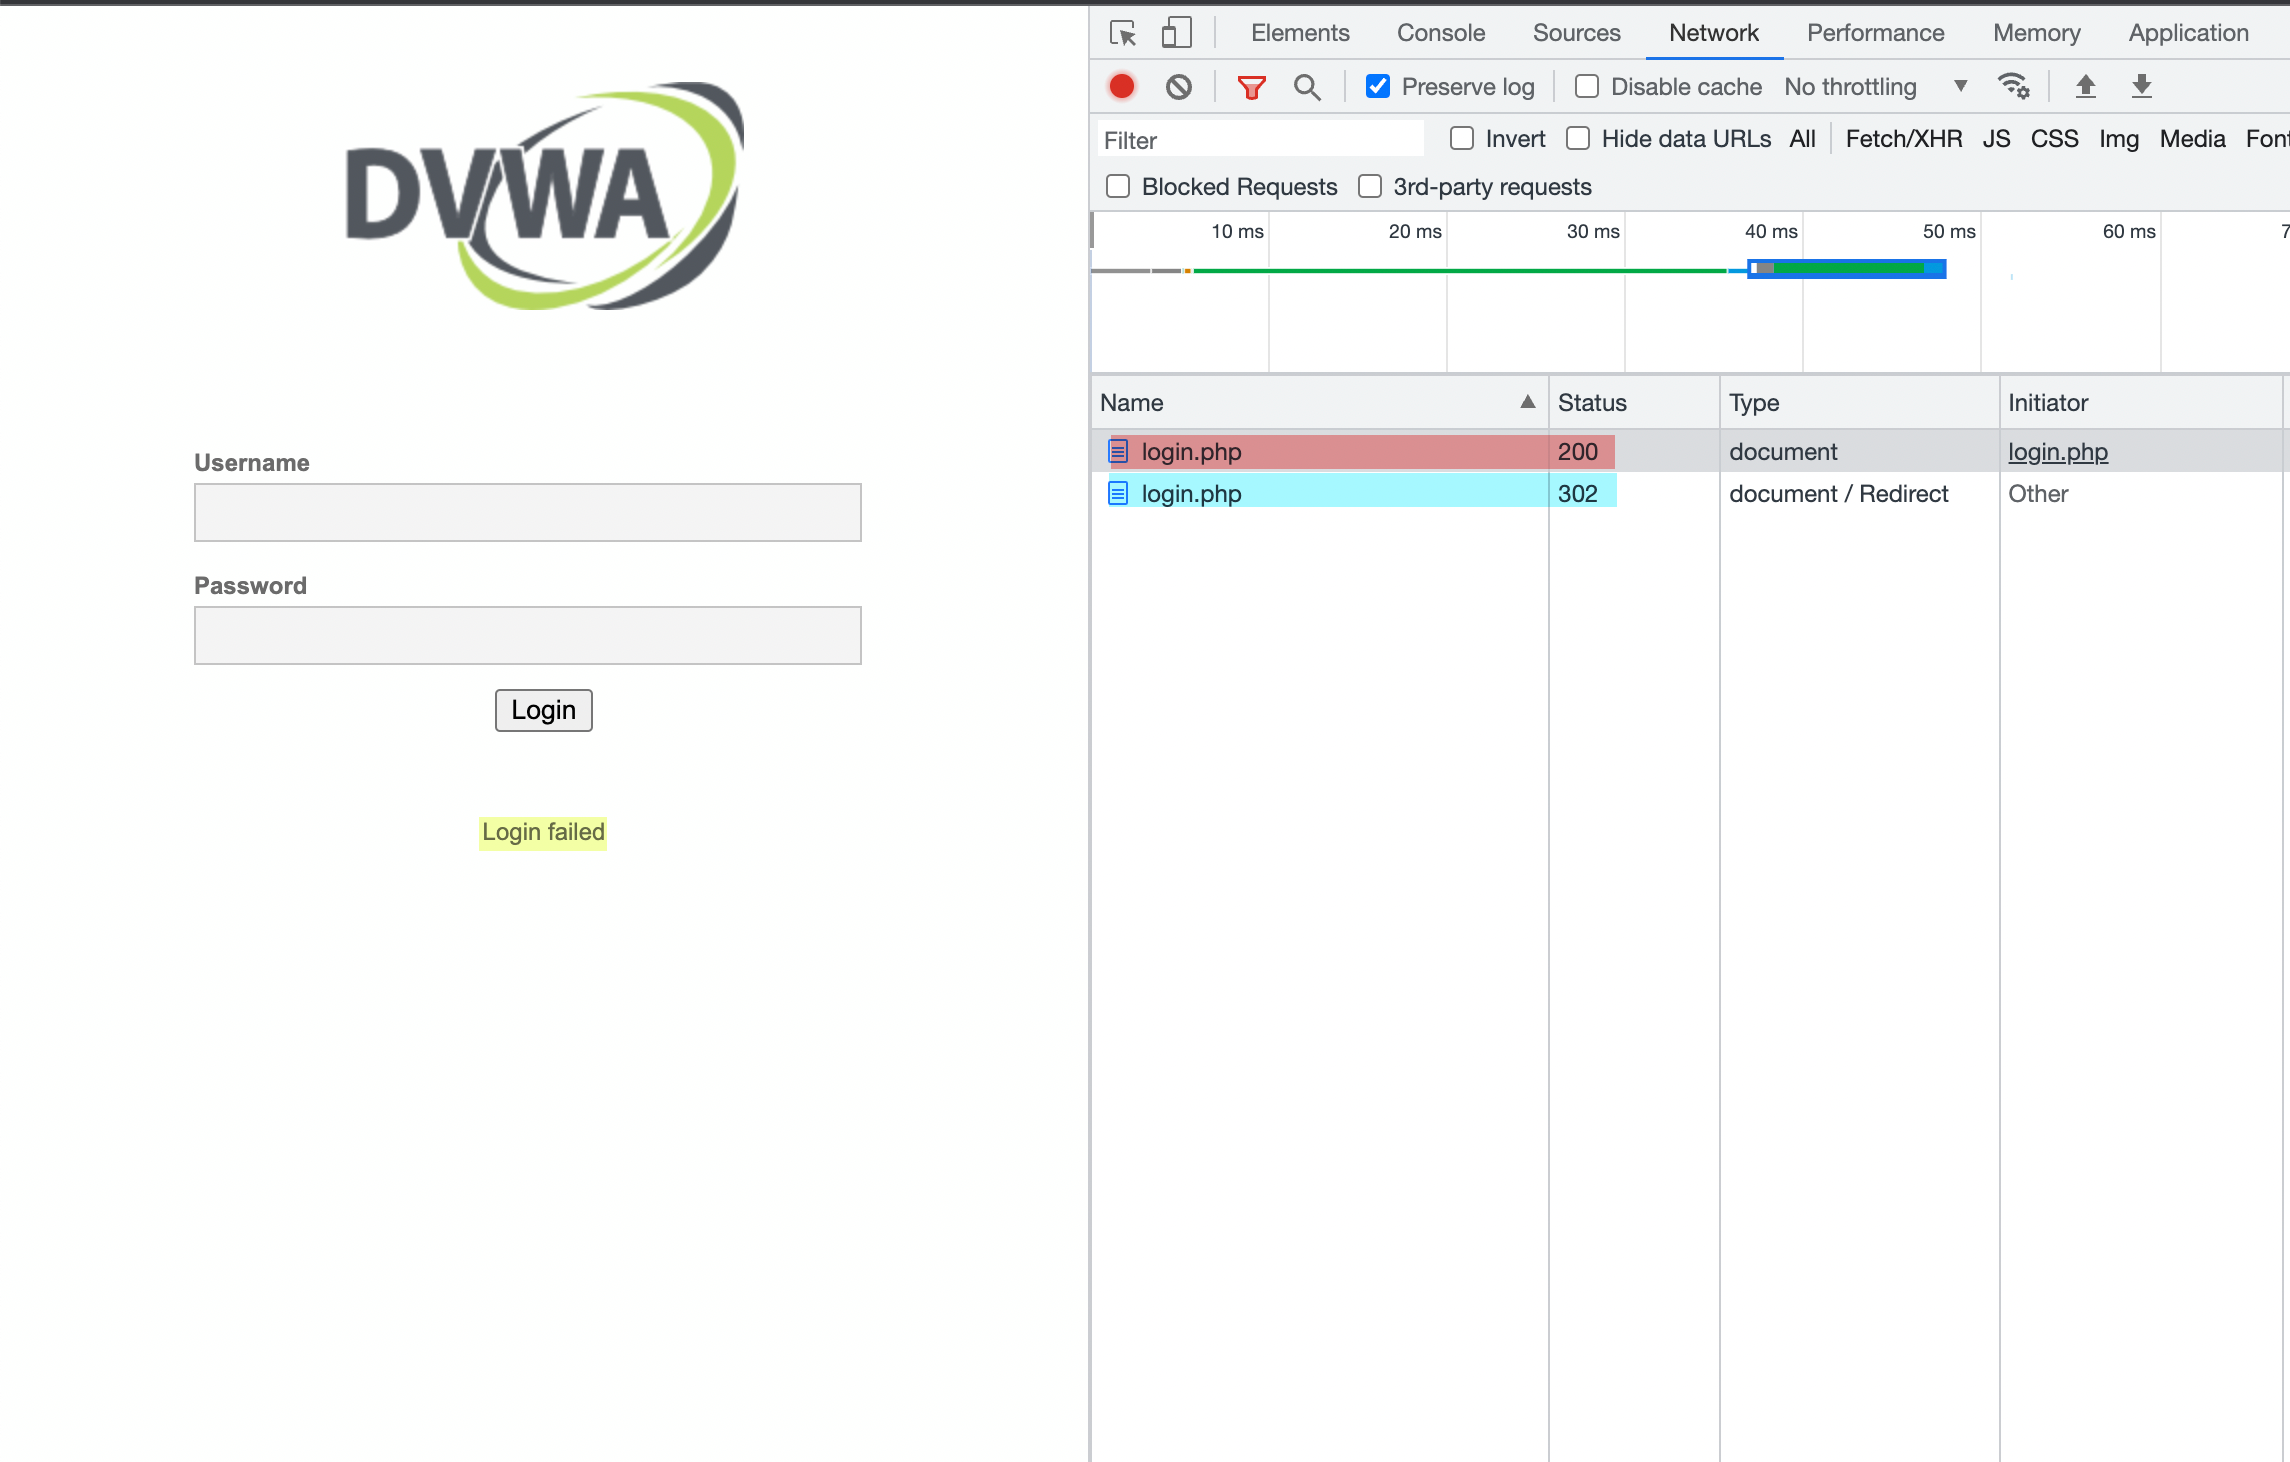 DVWA
Username
Password
Login
Login failed
Elements Console Sources Network Performance Memory Application
Preserve log Disable cache No throttling
Filter Invert Hide data URLs All Fetch/XHR JS CSS Img Media Font
Blocked Requests 3rd-party requests
10 ms 20 ms 30 ms 40 ms 50 ms 60 ms 7
Name Status Type Initiator
login.php 200 document login.php
login.php 302 document / Redirect Other